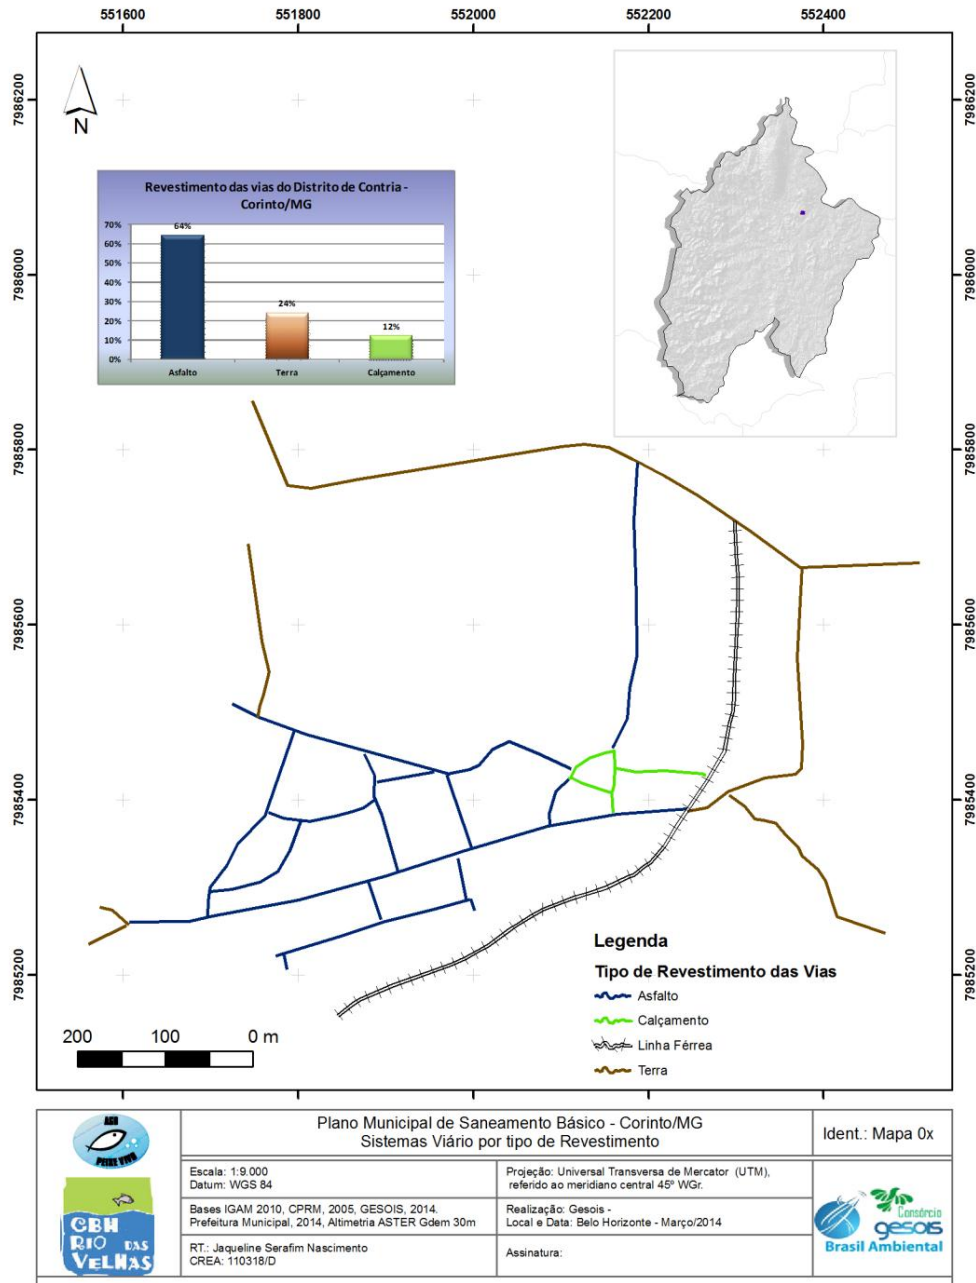 551600 551800 552000 552200 552400
7986200
7986200
N
Revestimento das vias do Distrito de Contria -
Corinto/MG
70%
60%
50%
40%
30%
20%
10%
0%
64%
24%
12%
Asfalto Terra Calçamento
7986000
7986000
7985800
7985800
7985600
7985600
7985400
7985400
7985200
7985200
200 100 0 m
Legenda
Tipo de Revestimento das Vias
Asfalto
Calçamento
Linha Férrea
Terra
AGB
PEIXE VIVO
CBH
RIO DAS
VELHAS
Plano Municipal de Saneamento Básico - Corinto/MG
Sistemas Viário por tipo de Revestimento
Ident.: Mapa 0x
Escala: 1:9.000
Datum: WGS 84
Projeção: Universal Transversa de Mercator (UTM),
referido ao meridiano central 45º WGr.
Bases IGAM 2010, CPRM, 2005, GESOIS, 2014.
Prefeitura Municipal, 2014, Altimetria ASTER Gdem 30m
Realização: Gesois -
Local e Data: Belo Horizonte - Março/2014
RT.: Jaqueline Serafim Nascimento
CREA: 110318/D
Assinatura:
Consórcio
gesois
Brasil Ambiental